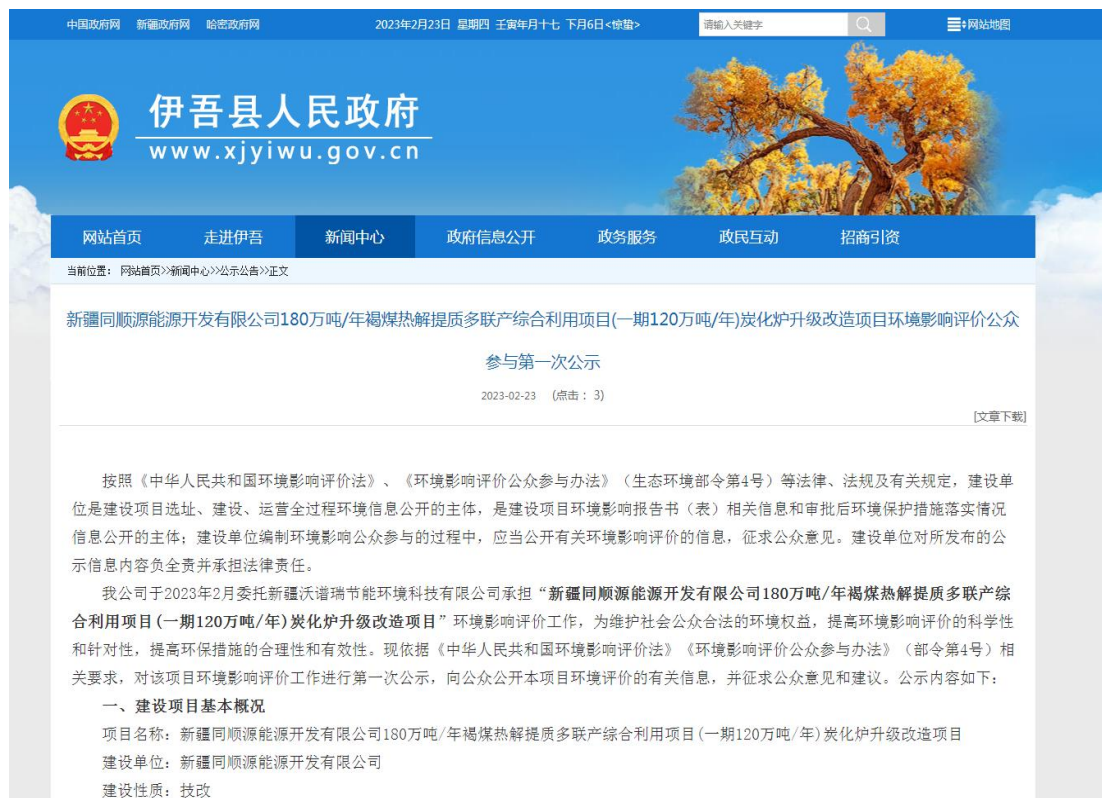 中国政府网 新疆政府网 哈密政府网 2023年2月23日 星期四 壬寅年月十七 下月6日<惊蛰> 请输入关键字 网站地图
伊吾县人民政府
www.xjyiwu.gov.cn
网站首页 走进伊吾 新闻中心 政府信息公开 政务服务 政民互动 招商引资
当前位置： 网站首页>>新闻中心>>公示公告>>正文
新疆同顺源能源开发有限公司180万吨/年褐煤热解提质多联产综合利用项目(一期120万吨/年)炭化炉升级改造项目环境影响评价公众
参与第一次公示
2023-02-23 (点击： 3)
[文章下载]
按照《中华人民共和国环境影响评价法》、《环境影响评价公众参与办法》（生态环境部令第4号）等法律、法规及有关规定，建设单
位是建设项目选址、建设、运营全过程环境信息公开的主体，是建设项目环境影响报告书（表）相关信息和审批后环境保护措施落实情况
信息公开的主体；建设单位编制环境影响公众参与的过程中，应当公开有关环境影响评价的信息，征求公众意见。建设单位对所发布的公
示信息内容负全责并承担法律责任。
我公司于2023年2月委托新疆沃谱瑞节能环境科技有限公司承担“新疆同顺源能源开发有限公司180万吨/年褐煤热解提质多联产综
合利用项目(一期120万吨/年)炭化炉升级改造项目”环境影响评价工作，为维护社会公众合法的环境权益，提高环境影响评价的科学性
和针对性，提高环保措施的合理性和有效性。现依据《中华人民共和国环境影响评价法》《环境影响评价公众参与办法》（部令第4号）相
关要求，对该项目环境影响评价工作进行第一次公示，向公众公开本项目环境评价的有关信息，并征求公众意见和建议。公示内容如下：
一、建设项目基本概况
项目名称：新疆同顺源能源开发有限公司180万吨/年褐煤热解提质多联产综合利用项目(一期120万吨/年)炭化炉升级改造项目
建设单位：新疆同顺源能源开发有限公司
建设性质：技改